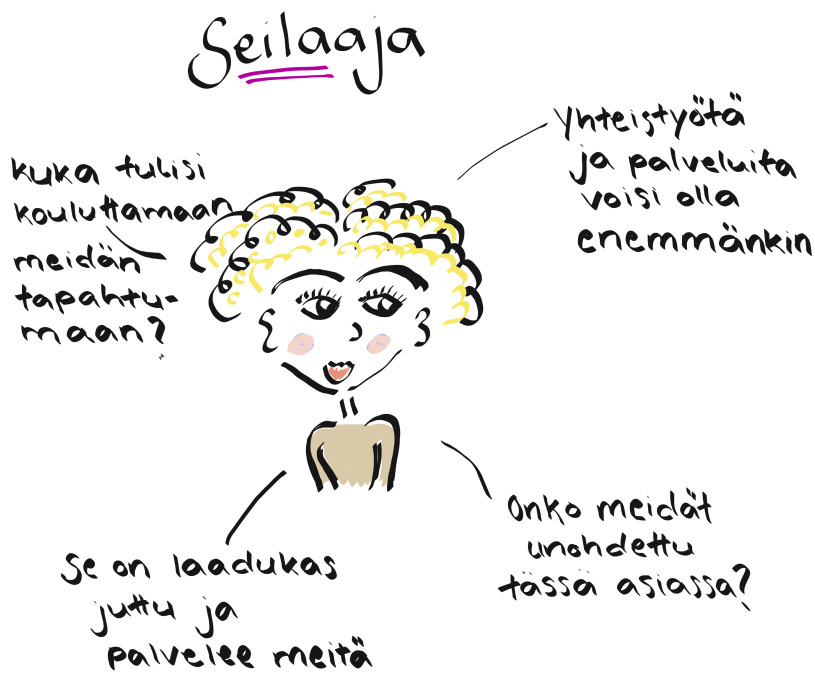 Seilaaja
kuka tulisi
kouluttamaan
meidän
tapahtu-
maan?
Yhteistyötä
ja palveluita
voisi olla
enemmänkin
Se on laadukas
juttu ja
palvelee meitä
Onko meidät
unohdettu
tässä asiassa?